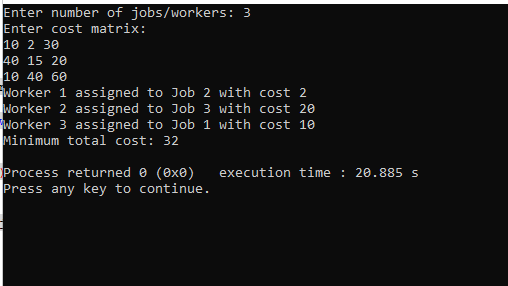 Enter number of jobs/workers: 3
Enter cost matrix:
10 2 30
40 15 20
10 40 60
Worker 1 assigned to Job 2 with cost 2
Worker 2 assigned to Job 3 with cost 20
Worker 3 assigned to Job 1 with cost 10
Minimum total cost: 32

Process returned 0 (0x0)   execution time : 20.885 s
Press any key to continue.